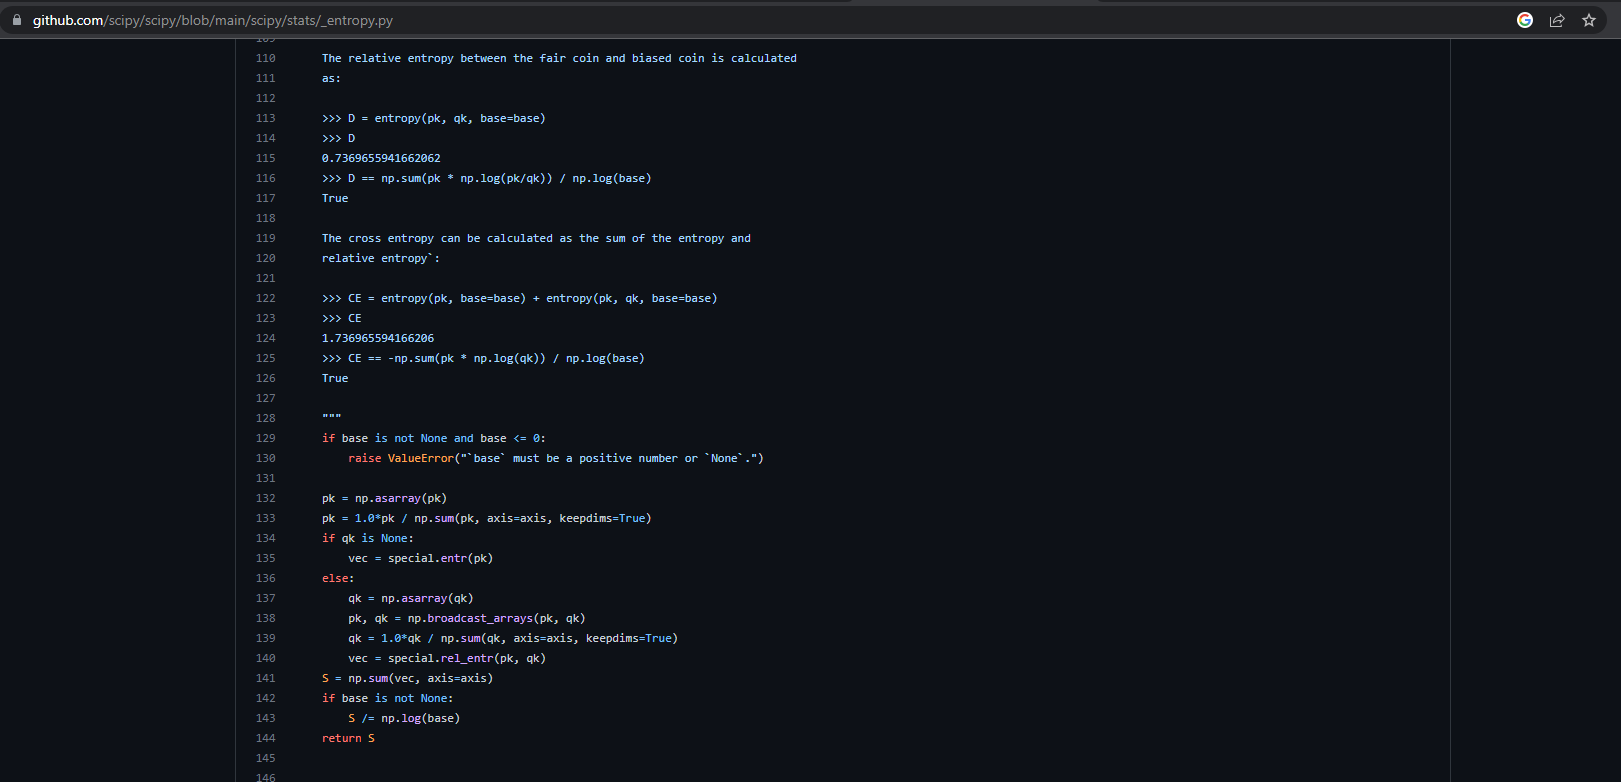 github.com/scipy/scipy/blob/main/scipy/stats/_entropy.py
109
110 The relative entropy between the fair coin and biased coin is calculated
111 as:
112
113 >>> D = entropy(pk, qk, base=base)
114 >>> D
115 0.7369655941662062
116 >>> D == np.sum(pk * np.log(pk/qk)) / np.log(base)
117 True
118
119 The cross entropy can be calculated as the sum of the entropy and
120 relative entropy`:
121
122 >>> CE = entropy(pk, base=base) + entropy(pk, qk, base=base)
123 >>> CE
124 1.736965594166206
125 >>> CE == -np.sum(pk * np.log(qk)) / np.log(base)
126 True
127
128 """
129 if base is not None and base <= 0:
130     raise ValueError("`base` must be a positive number or `None`.")
131
132 pk = np.asarray(pk)
133 pk = 1.0*pk / np.sum(pk, axis=axis, keepdims=True)
134 if qk is None:
135     vec = special.entr(pk)
136 else:
137     qk = np.asarray(qk)
138     pk, qk = np.broadcast_arrays(pk, qk)
139     qk = 1.0*qk / np.sum(qk, axis=axis, keepdims=True)
140     vec = special.rel_entr(pk, qk)
141 S = np.sum(vec, axis=axis)
142 if base is not None:
143     S /= np.log(base)
144 return S
145
146